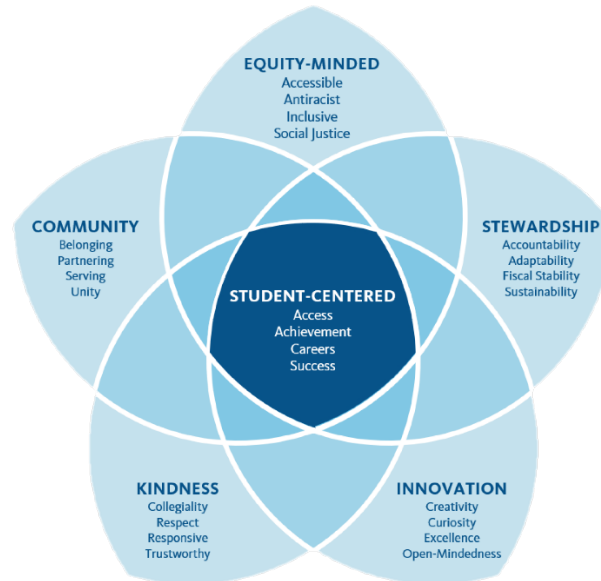 EQUITY-MINDED
Accessible
Antiracist
Inclusive
Social Justice
COMMUNITY
Belonging
Partnering
Serving
Unity
STEWARDSHIP
Accountability
Adaptability
Fiscal Stability
Sustainability
STUDENT-CENTERED
Access
Achievement
Careers
Success
KINDNESS
Collegiality
Respect
Responsive
Trustworthy
INNOVATION
Creativity
Curiosity
Excellence
Open-Mindedness